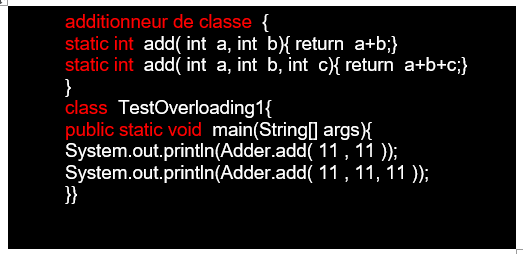 additionneur de classe {
static int add( int a, int b){ return a+b;}
static int add( int a, int b, int c){ return a+b+c;}
}
class TestOverloading1{
public static void main(String[] args){
System.out.println(Adder.add( 11 , 11 ));
System.out.println(Adder.add( 11 , 11, 11 ));
}}